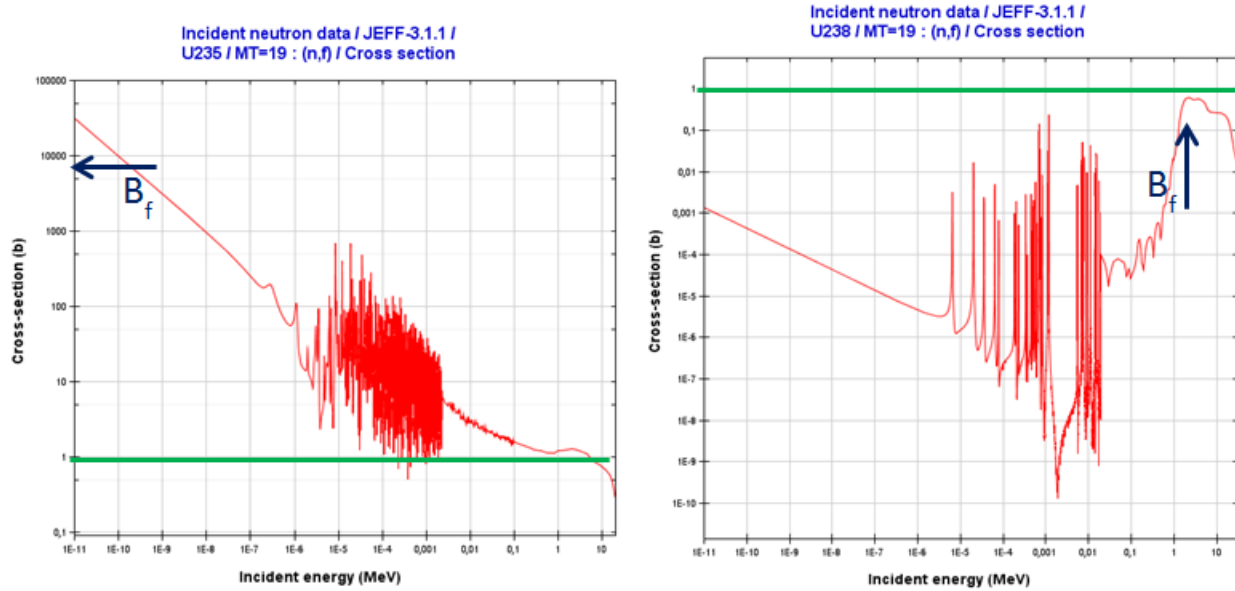 Incident neutron data / JEFF-3.1.1 /
U235 / MT=19 : (n,f) / Cross section
100000
10000
1000
100
10
1
0,1
Cross-section (b)
B_f
1E-11 1E-10 1E-9 1E-8 1E-7 1E-6 1E-5 1E-4 0,001 0,01 0,1 1 10
Incident energy (MeV)
Incident neutron data / JEFF-3.1.1 /
U238 / MT=19 : (n,f) / Cross section
1
0,1
0,01
0,001
1E-4
1E-5
1E-6
1E-7
1E-8
1E-9
1E-10
Cross-section (b)
B_f
1E-11 1E-10 1E-9 1E-8 1E-7 1E-6 1E-5 1E-4 0,001 0,01 0,1 1 10
Incident energy (MeV)